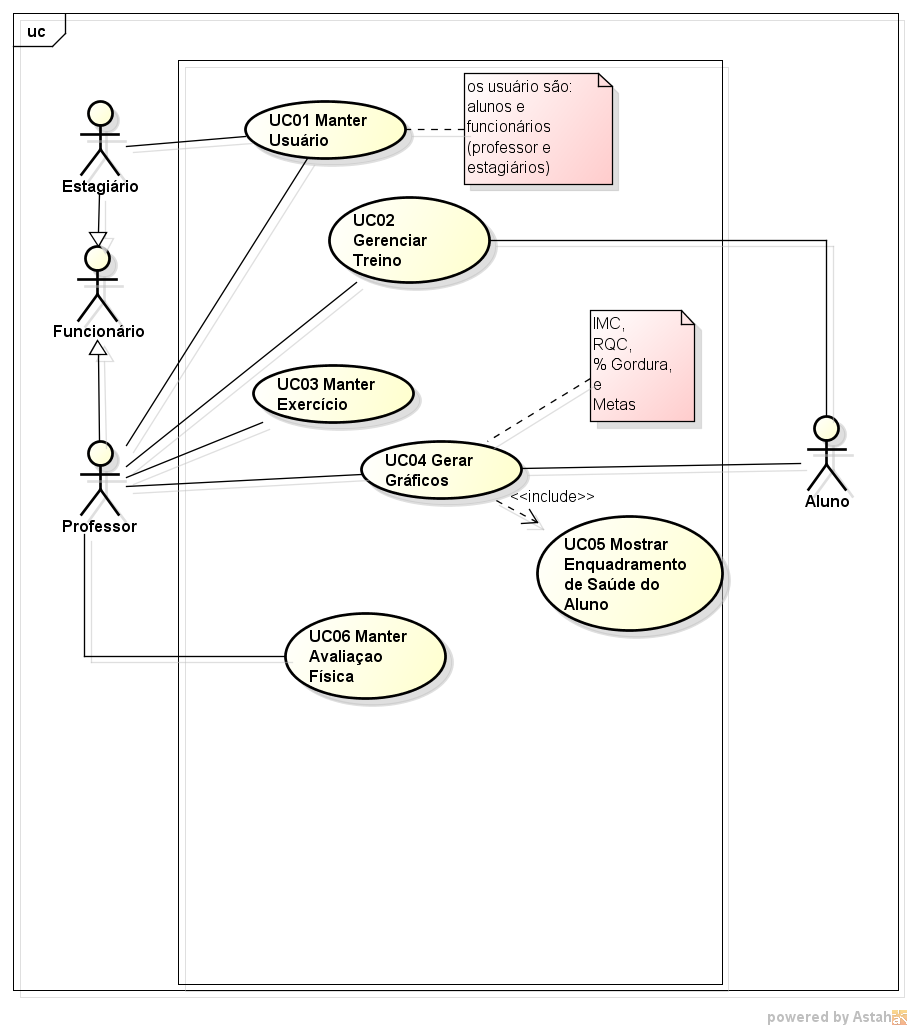 uc
os usuário são:
alunos e
funcionários
(professor e
estagiários)
UC01 Manter
Usuário
Estagiário
UC02
Gerenciar
Treino
Funcionário
IMC,
RQC,
% Gordura,
e
Metas
UC03 Manter
Exercício
UC04 Gerar
Gráficos
Aluno
<<include>>
Professor
UC05 Mostrar
Enquadramento
de Saúde do
Aluno
UC06 Manter
Avaliaçao
Física
powered by Astah